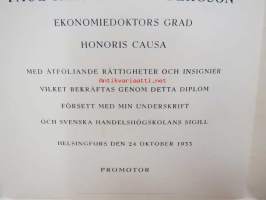 EKONOMIEDOKTORS GRAD
HONORIS CAUSA
MED ÅTFÖLJANDE RÄTTIGHETER OCH INSIGNIER
VILKET BEKRÄFTAS GENOM DETTA DIPLOM
FÖRSETT MED MIN UNDERSKRIFT
OCH SVENSKA HANDELSHÖGSKOLANS SIGILL
HELSINGFORS DEN 24 OKTOBER 1953
PROMOTOR